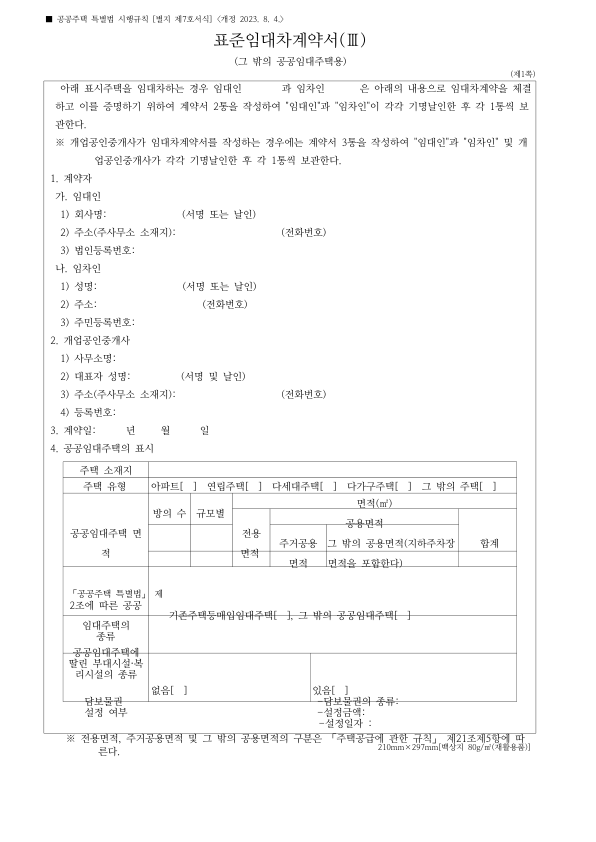 ■ 공공주택 특별법 시행규칙 [별지 제7호서식] <개정 2023. 8. 4.>
표준임대차계약서(Ⅲ)
(그 밖의 공공임대주택용)
(제1쪽)
아래 표시주택을 임대차하는 경우 임대인 과 임차인 은 아래의 내용으로 임대차계약을 체결
하고 이를 증명하기 위하여 계약서 2통을 작성하여 "임대인"과 "임차인"이 각각 기명날인한 후 각 1통씩 보
관한다.
※ 개업공인중개사가 임대차계약서를 작성하는 경우에는 계약서 3통을 작성하여 "임대인"과 "임차인" 및 개
업공인중개사가 각각 기명날인한 후 각 1통씩 보관한다.
1. 계약자
가. 임대인
1) 회사명: (서명 또는 날인)
2) 주소(주사무소 소재지): (전화번호)
3) 법인등록번호:
나. 임차인
1) 성명: (서명 또는 날인)
2) 주소: (전화번호)
3) 주민등록번호:
2. 개업공인중개사
1) 사무소명:
2) 대표자 성명: (서명 및 날인)
3) 주소(주사무소 소재지): (전화번호)
4) 등록번호:
3. 계약일: 년 월 일
4. 공공임대주택의 표시
주택 소재지
주택 유형 아파트[ ] 연립주택[ ] 다세대주택[ ] 다가구주택[ ] 그 밖의 주택[ ]
공공임대주택 면
적
방의 수 규모별
면적(㎡)
전용
면적
공용면적
주거공용
면적
그 밖의 공용면적(지하주차장
면적을 포함한다)
합계
「공공주택 특별법」 제
2조에 따른 공공
임대주택의
종류
기존주택등매입임대주택[ ], 그 밖의 공공임대주택[ ]
공공임대주택에
딸린 부대시설·복
리시설의 종류
담보물권
설정 여부
없음[ ]
있음[ ]
-담보물권의 종류:
-설정금액:
-설정일자 :
※ 전용면적, 주거공용면적 및 그 밖의 공용면적의 구분은 「주택공급에 관한 규칙」 제21조제5항에 따
른다.
210mm×297mm[백상지 80g/㎡(재활용품)]